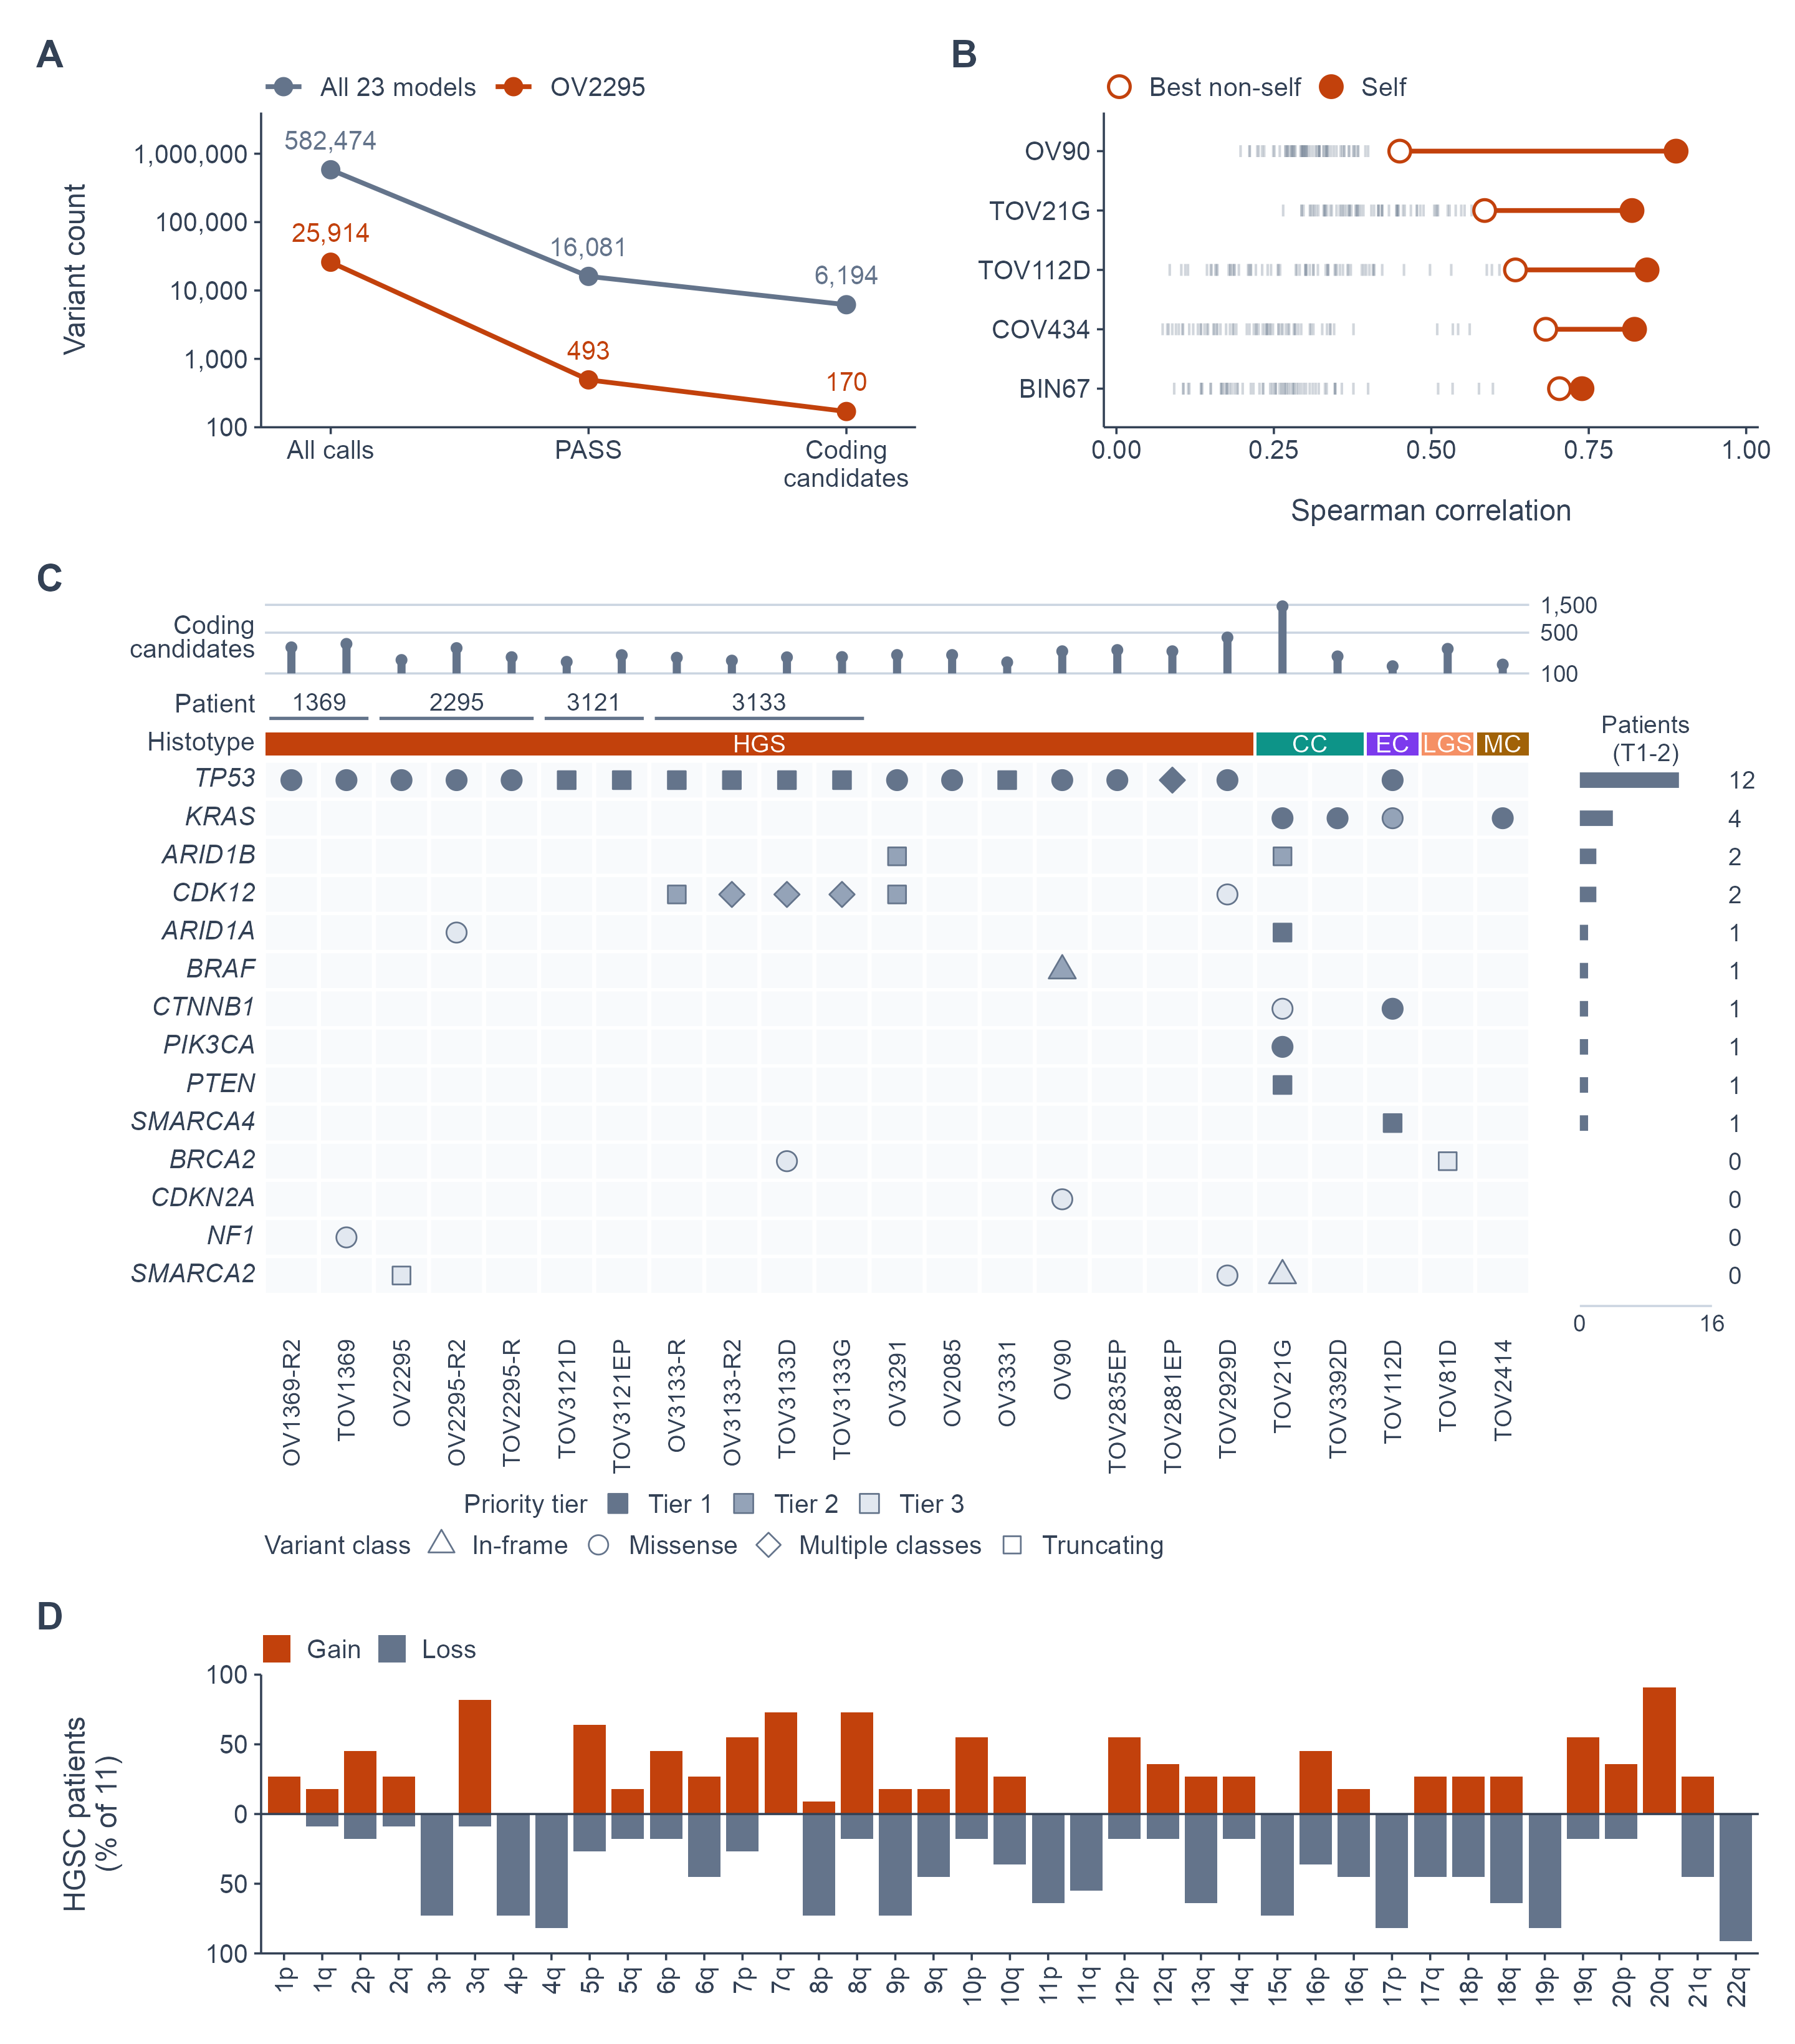 A
All 23 models
OV2295
Variant count
1,000,000
100,000
10,000
1,000
100
582,474
16,081
6,194
25,914
493
170
All calls
PASS
Coding
candidates
B
Best non-self
Self
OV90
TOV21G
TOV112D
COV434
BIN67
0.00
0.25
0.50
0.75
1.00
Spearman correlation
C
Coding
candidates
1,500
500
100
Patient
1369
2295
3121
3133
Histotype
HGS
CC
EC
LGS
MC
Patients
(T1-2)
TP53
12
KRAS
4
ARID1B
2
CDK12
2
ARID1A
1
BRAF
1
CTNNB1
1
PIK3CA
1
PTEN
1
SMARCA4
1
BRCA2
0
CDKN2A
0
NF1
0
SMARCA2
0
0
16
OV1369-R2
TOV1369
OV2295
OV2295-R2
TOV2295-R
TOV3121D
TOV3121EP
OV3133-R
OV3133-R2
TOV3133D
TOV3133G
OV3291
OV2085
OV3331
OV90
TOV2835EP
TOV2881EP
TOV2929D
TOV21G
TOV3392D
TOV112D
TOV81D
TOV2414
Priority tier
Tier 1
Tier 2
Tier 3
Variant class
In-frame
Missense
Multiple classes
Truncating
D
Gain
Loss
HGSC patients
(% of 11)
100
50
0
50
100
1p
1q
2p
2q
3p
3q
4p
4q
5p
5q
6p
6q
7p
7q
8p
8q
9p
9q
10p
10q
11p
11q
12p
12q
13q
14q
15q
16p
16q
17p
17q
18p
18q
19p
19q
20p
20q
21q
22q